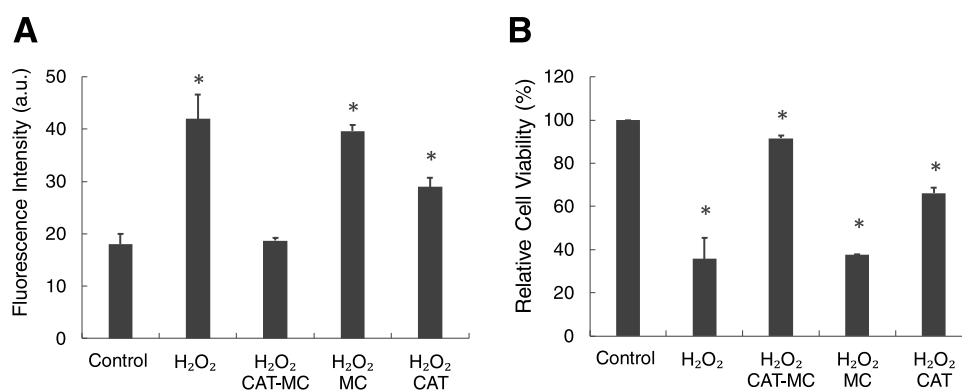 A
Fluorescence Intensity (a.u.)
50
40
30
20
10
0
*
*
*
Control
H₂O₂
H₂O₂
CAT-MC
H₂O₂
MC
H₂O₂
CAT
B
Relative Cell Viability (%)
120
100
80
60
40
20
0
*
*
*
*
Control
H₂O₂
H₂O₂
CAT-MC
H₂O₂
MC
H₂O₂
CAT